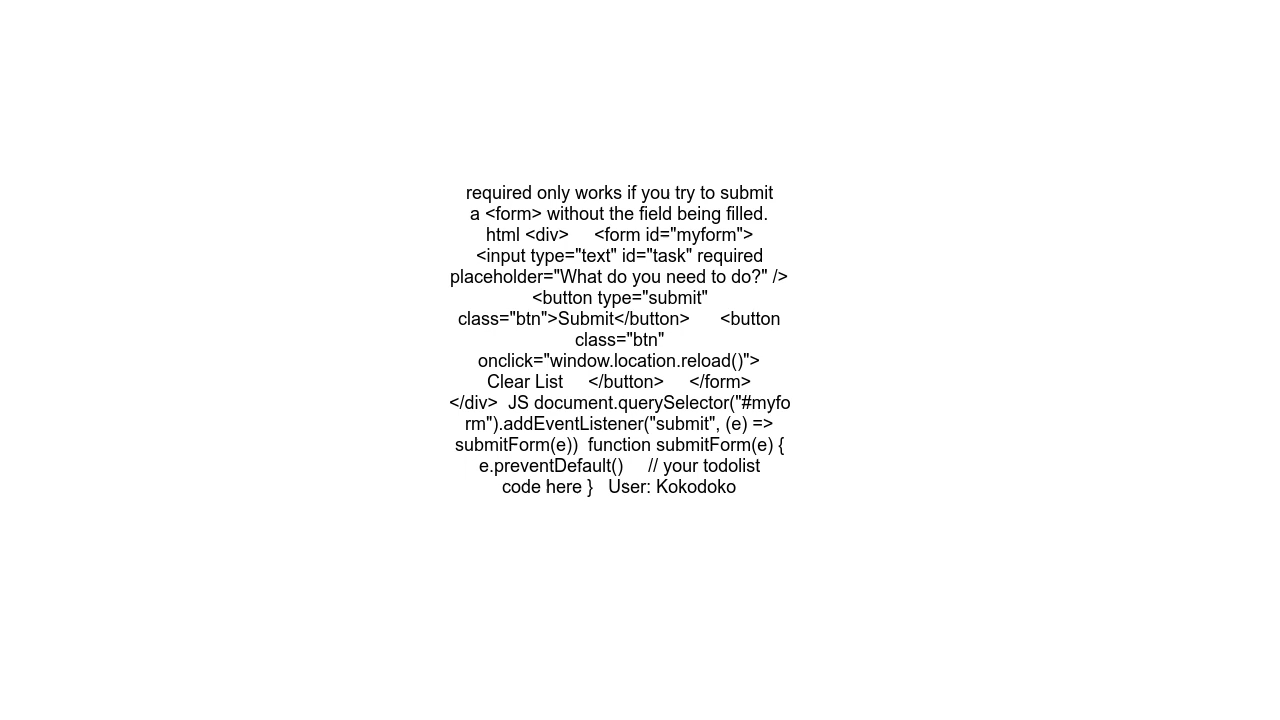 required only works if you try to submit
a <form> without the field being filled.
html <div>     <form id="myform">
<input type="text" id="task" required
placeholder="What do you need to do?" />
<button type="submit"
class="btn">Submit</button>      <button
class="btn"
onclick="window.location.reload()">
Clear List     </button>     </form>
</div>  JS document.querySelector("#myfo
rm").addEventListener("submit", (e) =>
submitForm(e))  function submitForm(e) {
e.preventDefault()     // your todolist
code here }   User: Kokodoko